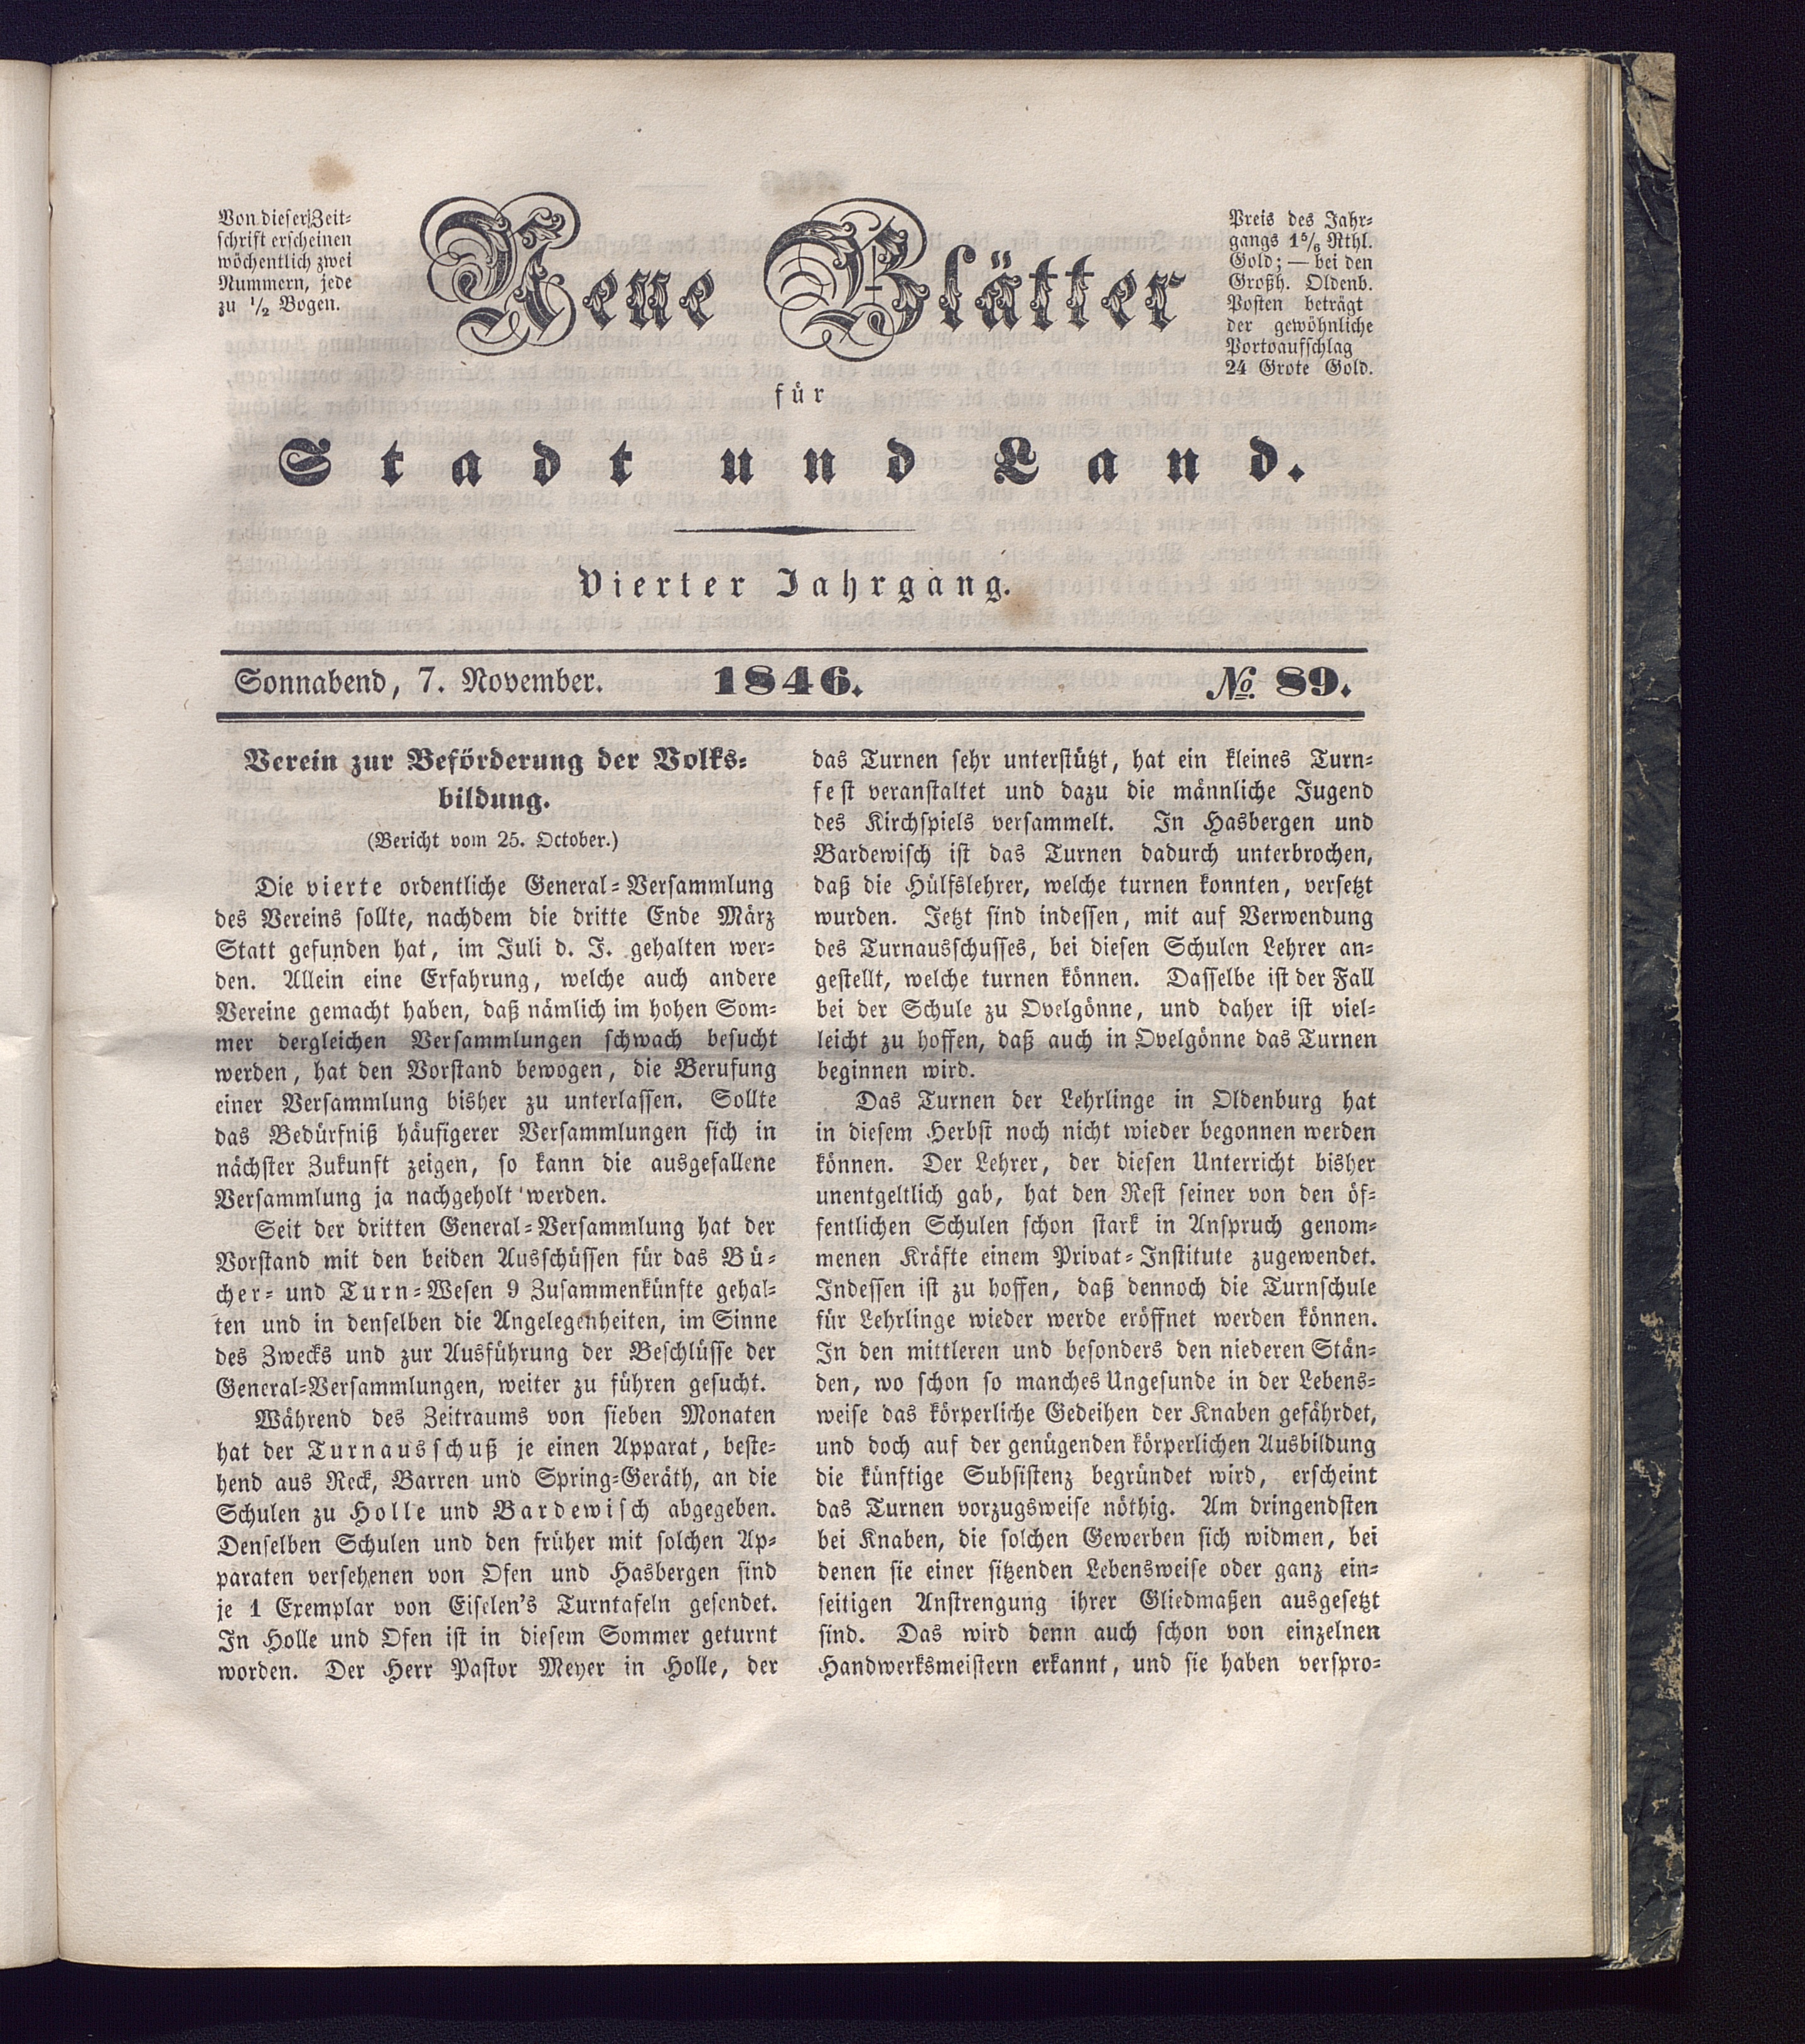 Von dieser Zeit-
schrift erscheinen
wöchentlich zwei
Nummern, jede
zu 1/2 Bogen.
Neue Blätter
Preis des Jahr-
gangs 1 5/6 Rthl.
Gold; — bei den
Großh. Oldenb.
Posten beträgt
der gewöhnliche
Portoaufschlag
24 Grote Gold.
für
Stadt und Land.
Vierter Jahrgang.
Sonnabend, 7. November. 1846. No. 89.
Verein zur Beförderung der Volks-
bildung.
(Bericht vom 25. October.)
Die vierte ordentliche General-Versammlung
des Vereins sollte, nachdem die dritte Ende März
Statt gefunden hat, im Juli d. J. gehalten wer-
den. Allein eine Erfahrung, welche auch andere
Vereine gemacht haben, daß nämlich im hohen Som-
mer dergleichen Versammlungen schwach besucht
werden, hat den Vorstand bewogen, die Berufung
einer Versammlung bisher zu unterlassen. Sollte
das Bedürfniß häufigerer Versammlungen sich in
nächster Zukunft zeigen, so kann die ausgefallene
Versammlung ja nachgeholt werden.
Seit der dritten General-Versammlung hat der
Vorstand mit den beiden Ausschüssen für das Bü-
cher- und Turn-Wesen 9 Zusammenkünfte gehal-
ten und in denselben die Angelegenheiten, im Sinne
des Zwecks und zur Ausführung der Beschlüsse der
General-Versammlungen, weiter zu führen gesucht.
Während des Zeitraums von sieben Monaten
hat der Turnausschuß je einen Apparat, beste-
hend aus Reck, Barren und Spring-Geräth, an die
Schulen zu Holle und Bardewisch abgegeben.
Denselben Schulen und den früher mit solchen Ap-
paraten versehenen von Ofen und Hasbergen sind
je 1 Exemplar von Eiselen's Turntafeln gesendet.
In Holle und Ofen ist in diesem Sommer geturnt
worden. Der Herr Pastor Meyer in Holle, der
das Turnen sehr unterstützt, hat ein kleines Turn-
fest veranstaltet und dazu die männliche Jugend
des Kirchspiels versammelt. In Hasbergen und
Bardewisch ist das Turnen dadurch unterbrochen,
daß die Hülfslehrer, welche turnen konnten, versetzt
wurden. Jetzt sind indessen, mit auf Verwendung
des Turnausschusses, bei diesen Schulen Lehrer an-
gestellt, welche turnen können. Dasselbe ist der Fall
bei der Schule zu Ovelgönne, und daher ist viel-
leicht zu hoffen, daß auch in Ovelgönne das Turnen
beginnen wird.
Das Turnen der Lehrlinge in Oldenburg hat
in diesem Herbst noch nicht wieder begonnen werden
können. Der Lehrer, der diesen Unterricht bisher
unentgeltlich gab, hat den Rest seiner von den öf-
fentlichen Schulen schon stark in Anspruch genom-
menen Kräfte einem Privat-Institute zugewendet.
Indessen ist zu hoffen, daß dennoch die Turnschule
für Lehrlinge wieder werde eröffnet werden können.
In den mittleren und besonders den niederen Stän-
den, wo schon so manches Ungesunde in der Lebens-
weise das körperliche Gedeihen der Knaben gefährdet,
und doch auf der genügenden körperlichen Ausbildung
die künftige Subsistenz begründet wird, erscheint
das Turnen vorzugsweise nöthig. Am dringendsten
bei Knaben, die solchen Gewerben sich widmen, bei
denen sie einer sitzenden Lebensweise oder ganz ein-
seitigen Anstrengung ihrer Gliedmaßen ausgesetzt
sind. Das wird denn auch schon von einzelnen
Handwerksmeistern erkannt, und sie haben verspro-